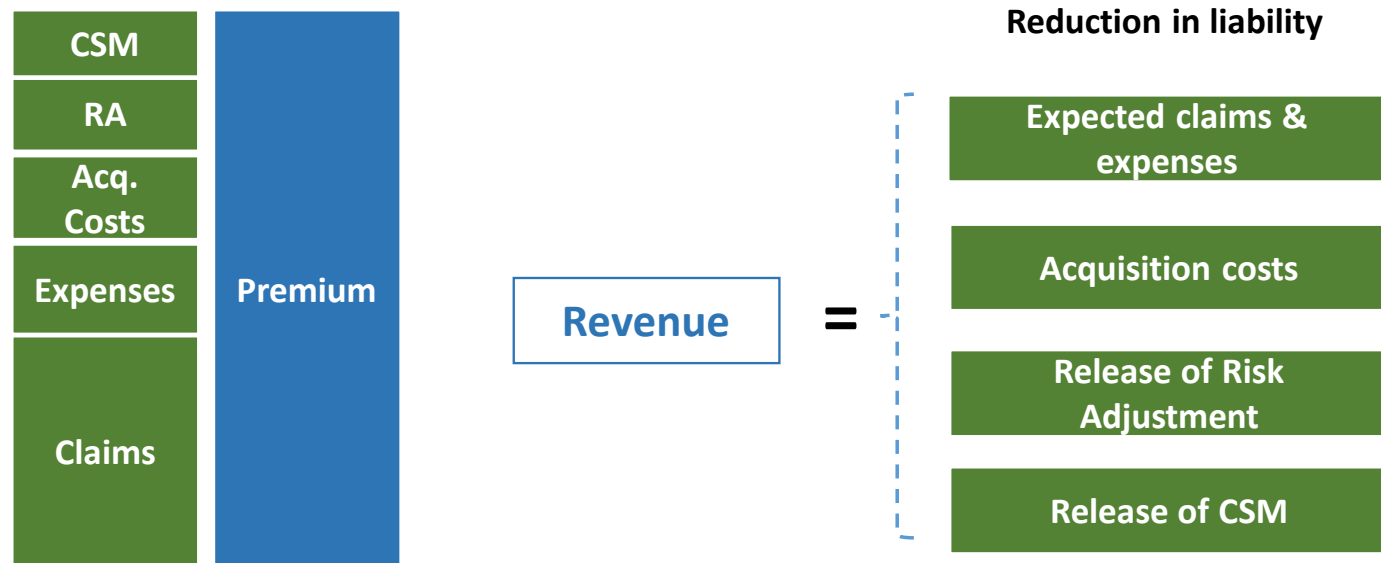 CSM
RA
Acq.
Costs
Expenses
Claims
Premium
Revenue
=
Reduction in liability
Expected claims &
expenses
Acquisition costs
Release of Risk
Adjustment
Release of CSM